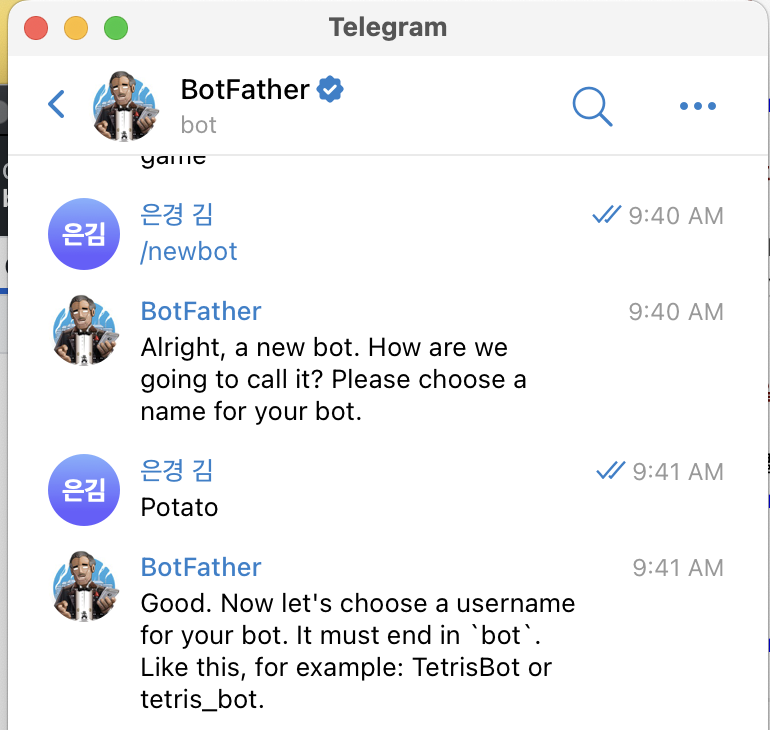 Telegram
BotFather
bot
game
은경 김
9:40 AM
은김
/newbot
BotFather
9:40 AM
Alright, a new bot. How are we
going to call it? Please choose a
name for your bot.
은경 김
9:41 AM
은김
Potato
BotFather
9:41 AM
Good. Now let's choose a username
for your bot. It must end in `bot`.
Like this, for example: TetrisBot or
tetris_bot.